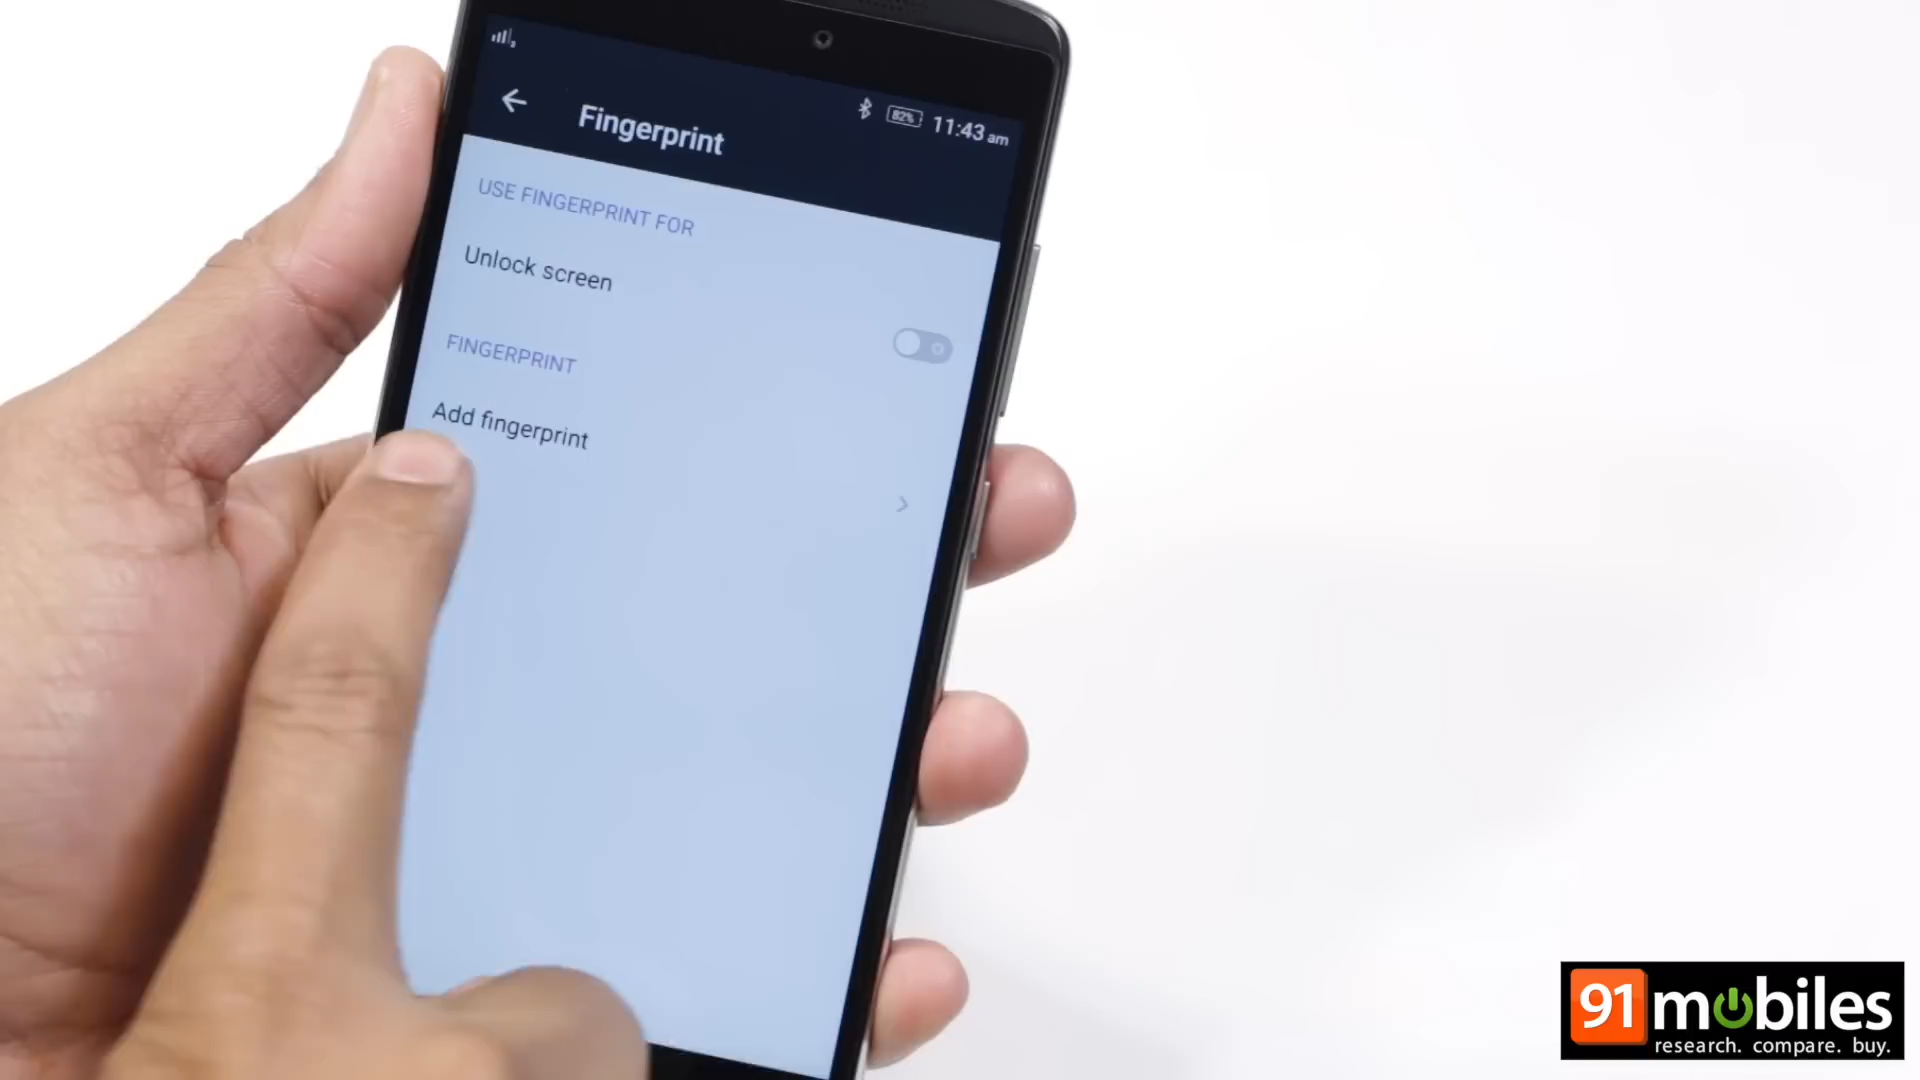 82% 11:43 am
Fingerprint
USE FINGERPRINT FOR
Unlock screen
FINGERPRINT
Add fingerprint
91mobiles
research. compare. buy.